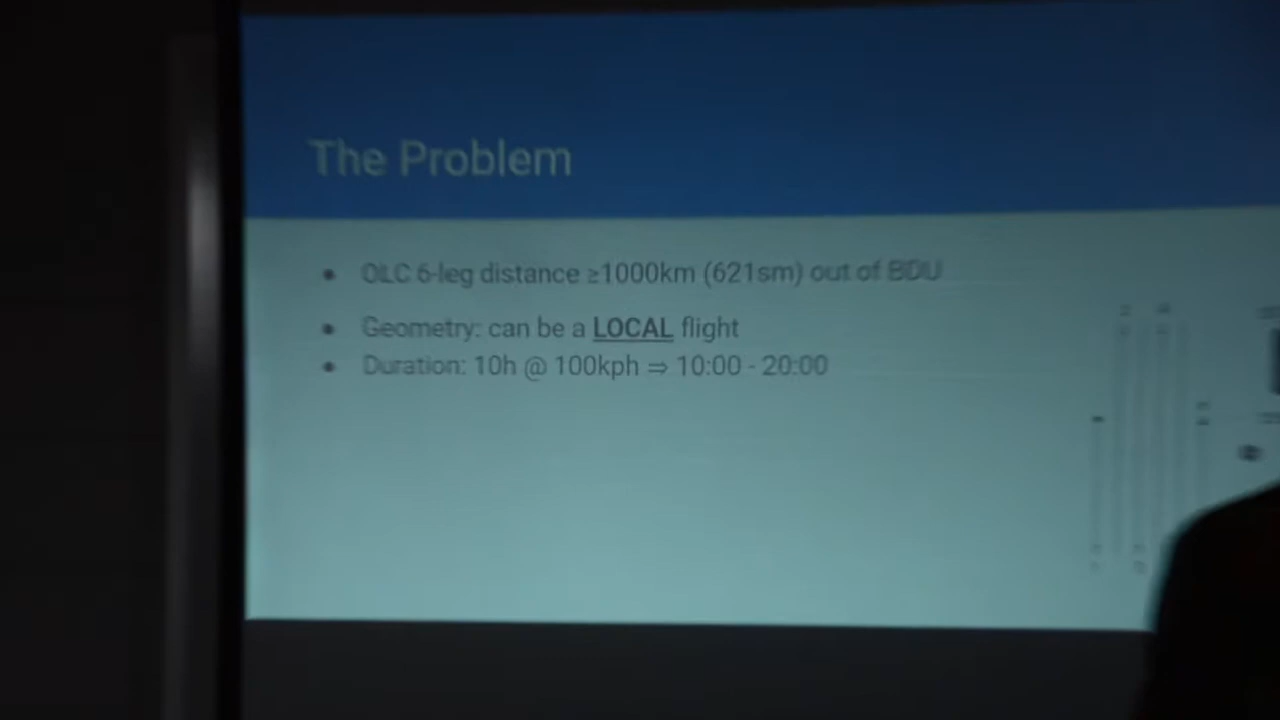 The Problem
• OLC 6-leg distance ≥1000km (621sm) out of BDU
• Geometry: can be a LOCAL flight
• Duration: 10h @ 100kph ⇒ 10:00 - 20:00